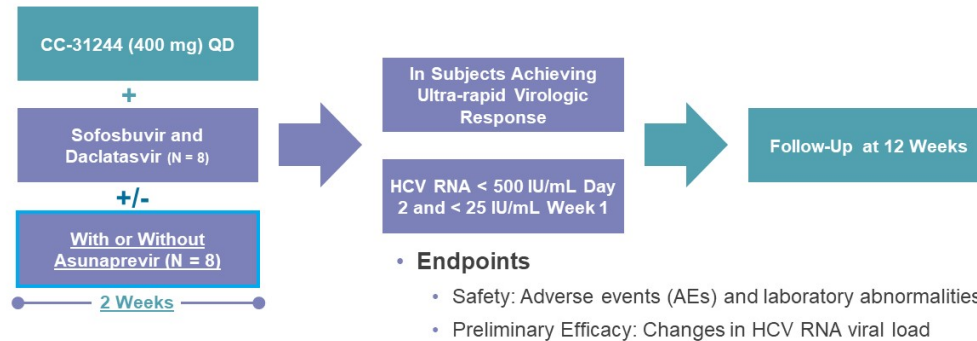 CC-31244 (400 mg) QD
+
Sofosbuvir and
Daclatasvir (N = 8)
+/-
With or Without
Asunaprevir (N = 8)
2 Weeks
In Subjects Achieving
Ultra-rapid Virologic
Response
HCV RNA < 500 IU/mL Day
2 and < 25 IU/mL Week 1
Follow-Up at 12 Weeks
• Endpoints
• Safety: Adverse events (AEs) and laboratory abnormalities
• Preliminary Efficacy: Changes in HCV RNA viral load